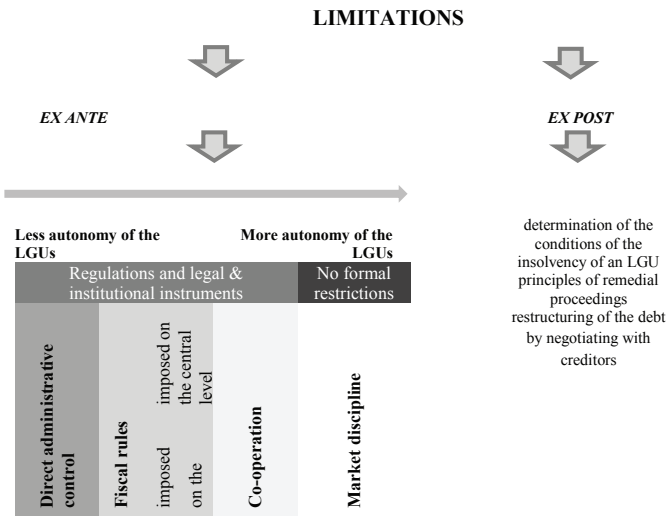 LIMITATIONS
EX ANTE
EX POST
Less autonomy of the
LGUs
More autonomy of the
LGUs
Regulations and legal &
institutional instruments
No formal
restrictions
Direct administrative
control
Fiscal rules
imposed on
the central
level
imposed
on the
Co-operation
Market discipline
determination of the
conditions of the
insolvency of an LGU
principles of remedial
proceedings
restructuring of the debt
by negotiating with
creditors